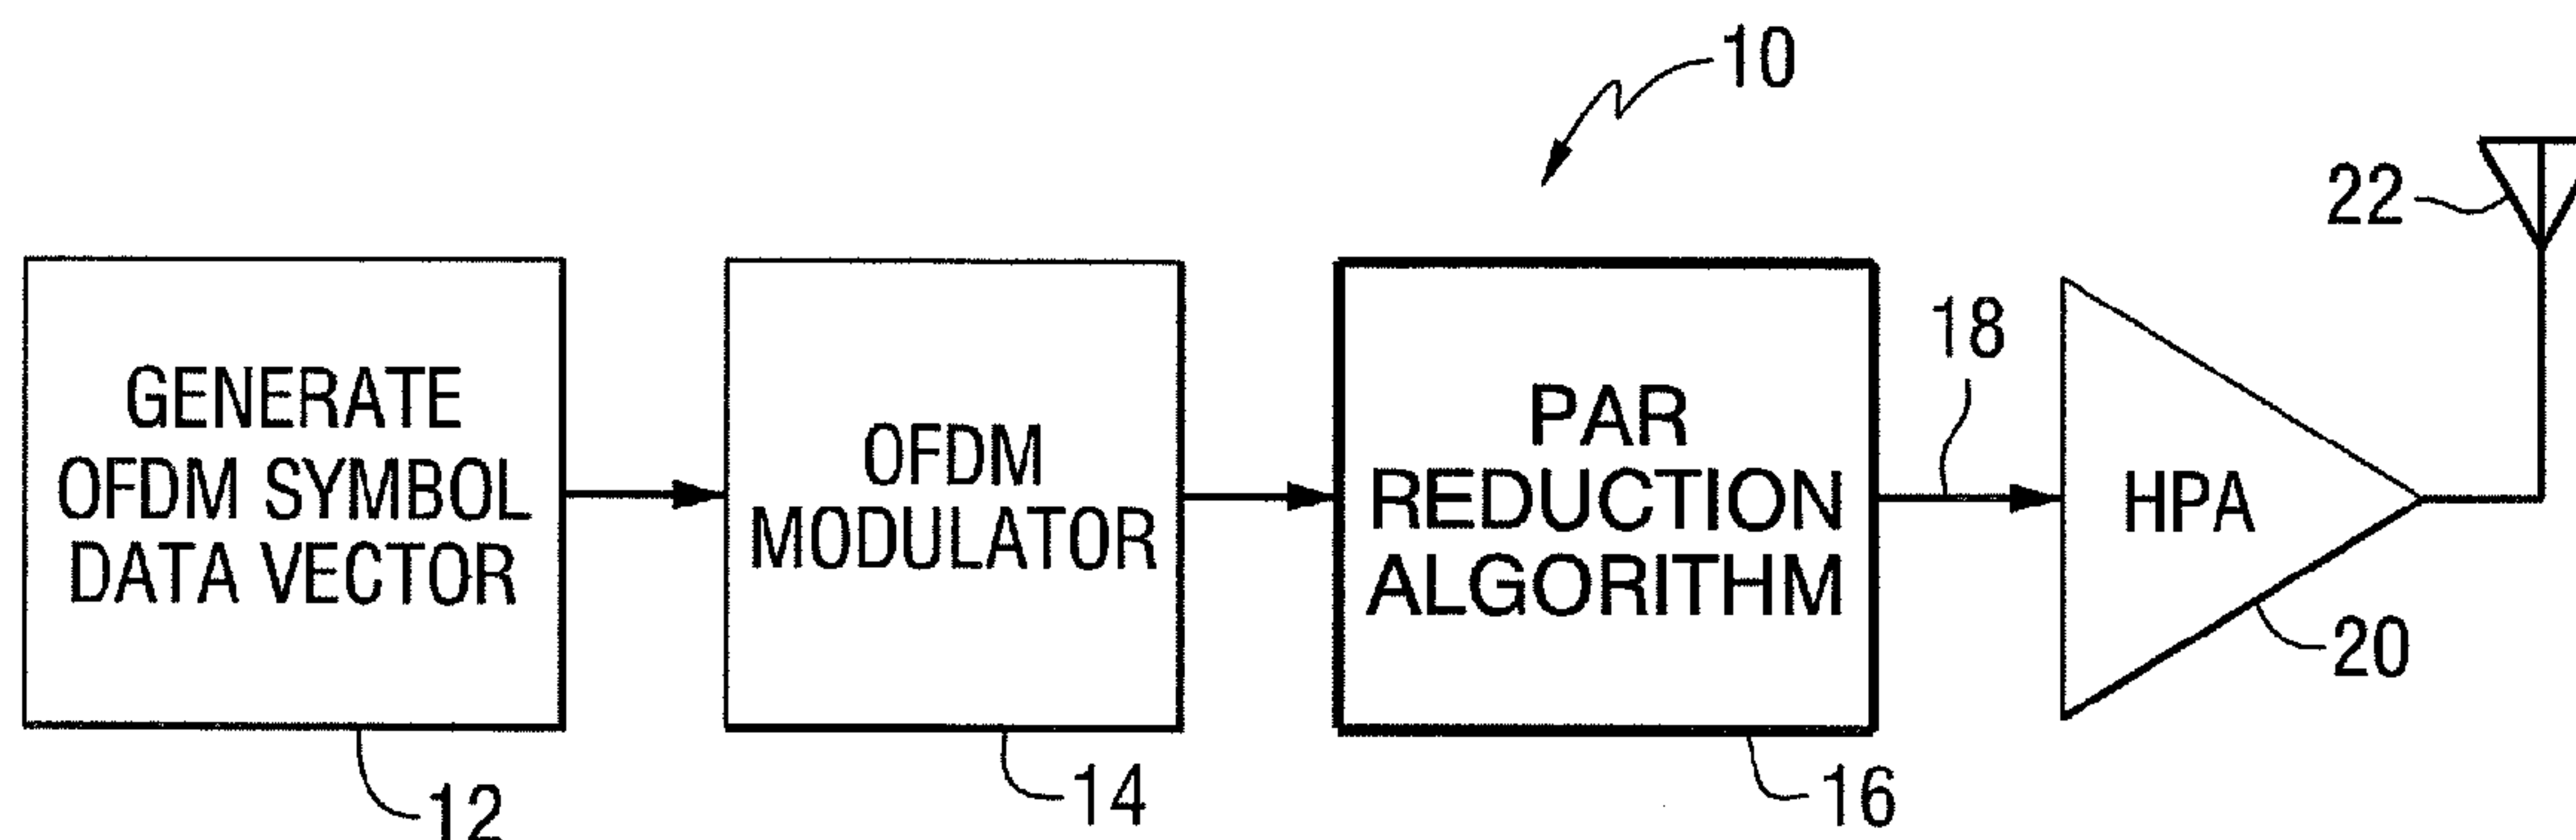 10
22
GENERATE
OFDM SYMBOL
DATA VECTOR
OFDM
MODULATOR
PAR
REDUCTION
ALGORITHM
18
HPA
20
12
14
16